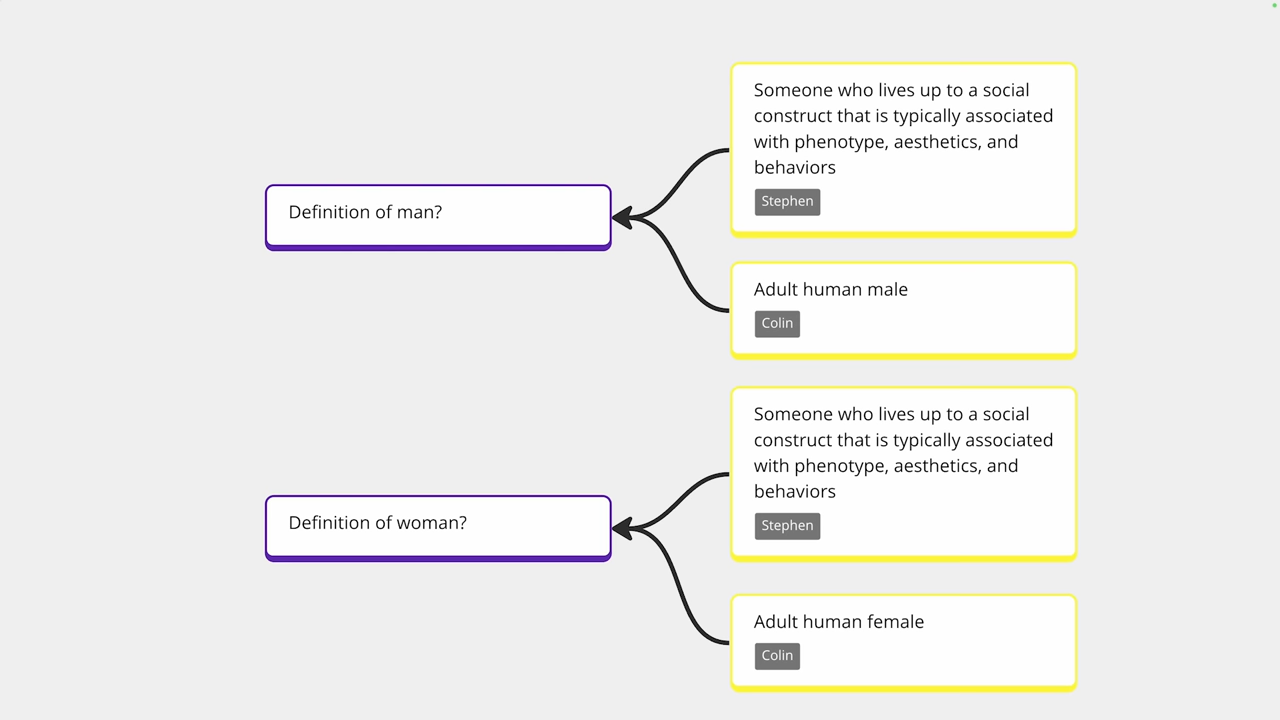 Definition of man?
Someone who lives up to a social
construct that is typically associated
with phenotype, aesthetics, and
behaviors
Stephen
Adult human male
Colin
Definition of woman?
Someone who lives up to a social
construct that is typically associated
with phenotype, aesthetics, and
behaviors
Stephen
Adult human female
Colin